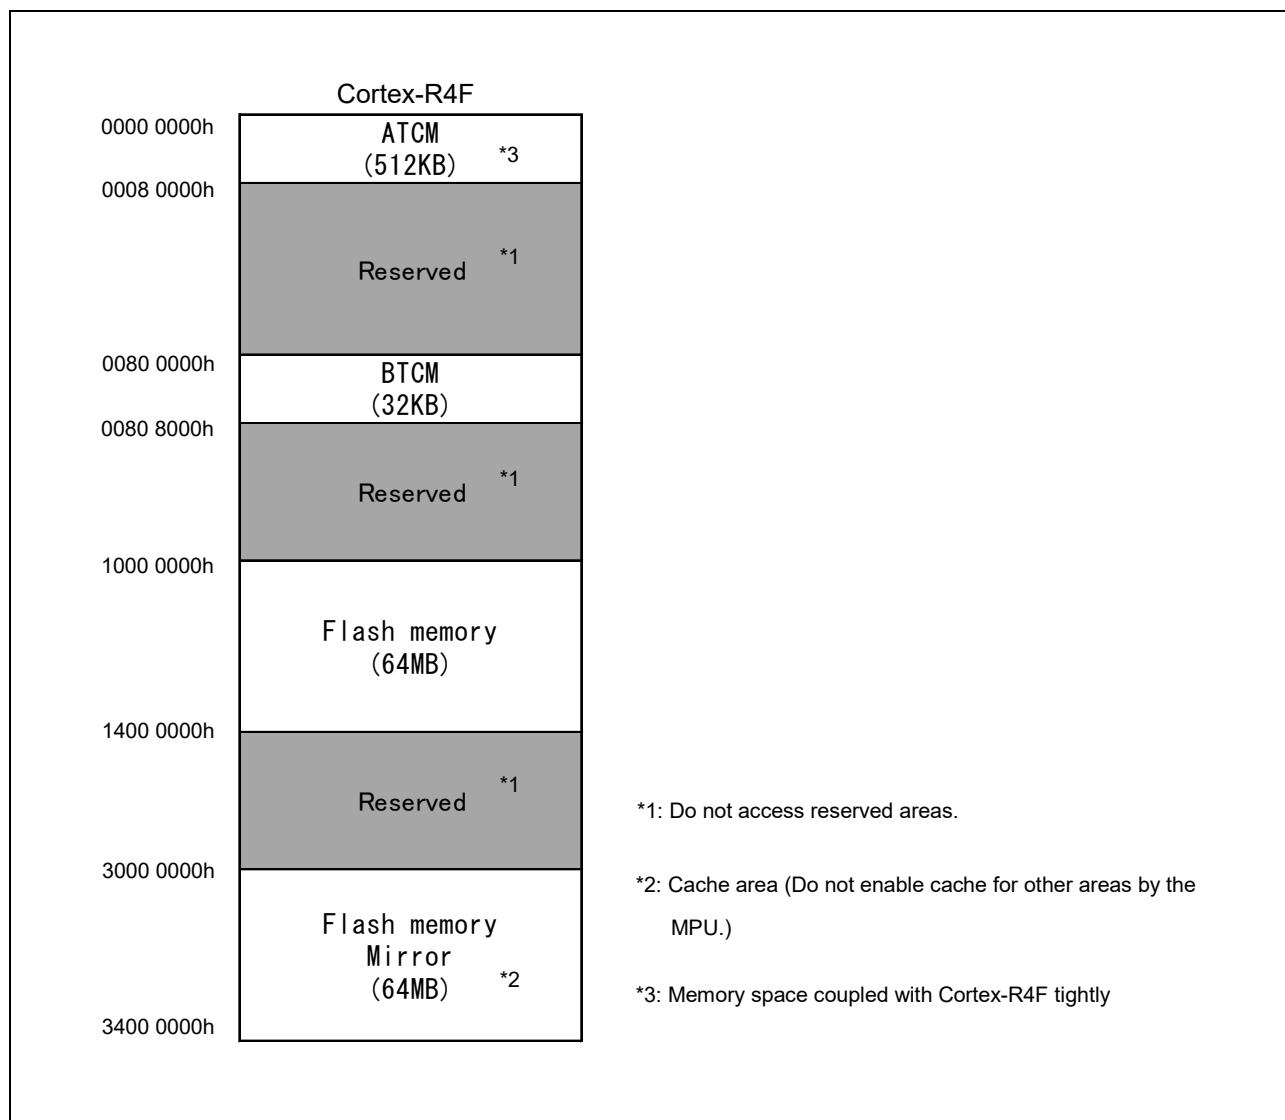 Cortex-R4F
0000 0000h
ATCM
(512KB) *3
0008 0000h
Reserved *1
0080 0000h
BTCM
(32KB)
0080 8000h
Reserved *1
1000 0000h
Flash memory
(64MB)
1400 0000h
Reserved *1
3000 0000h
Flash memory
Mirror
(64MB) *2
3400 0000h
*1: Do not access reserved areas.
*2: Cache area (Do not enable cache for other areas by the
MPU.)
*3: Memory space coupled with Cortex-R4F tightly